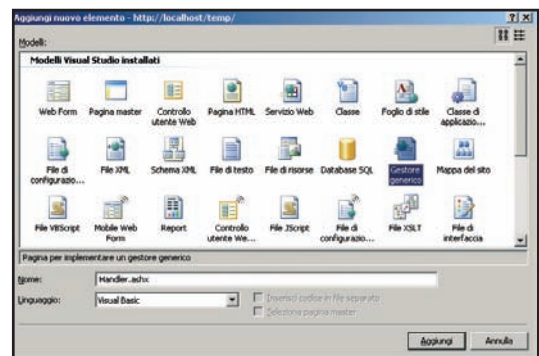 Aggiungi nuovo elemento - http://localhost/temp/
Modelli:
Modelli Visual Studio installati
Web Form
Pagina master
Controllo utente Web
Pagina HTML
Servizio Web
Classe
Foglio di stile
Classe di applicazio...
File di configurazio...
File XML
Schema XML
File di testo
File di risorse
Database SQL
Gestore generico
Mappa del sito
File VBScript
Mobile Web Form
Report
Controllo utente We...
File JScript
File di configurazio...
File XSLT
File di interfaccia
Pagina per implementare un gestore generico
Nome:
Handler.ashx
Linguaggio:
Visual Basic
Inserisci codice in file separato
Seleziona pagina master
Aggiungi
Annulla